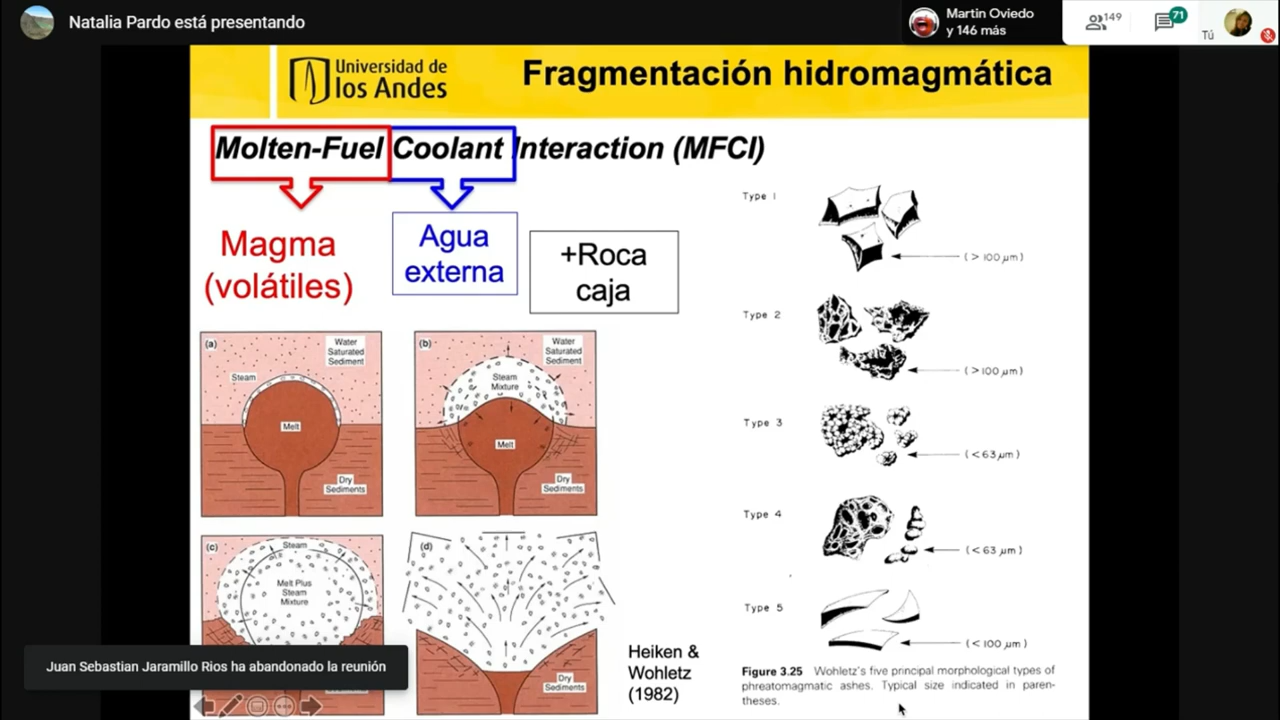 Natalia Pardo está presentando
Martin Oviedo
y 146 más
149
71
Tú
Universidad de
los Andes
Fragmentación hidromagmática
Molten-Fuel Coolant Interaction (MFCI)
Magma
(volátiles)
Agua
externa
+Roca
caja
(a)
Water
Saturated
Sediment
Steam
Melt
Dry
Sediments
(b)
Water
Saturated
Sediment
Steam
Mixture
Melt
Dry
Sediments
(c)
Steam
Melt Plus
Steam
Mixture
(d)
Dry
Sediments
Heiken &
Wohletz
(1982)
Type 1
(> 100 µm)
Type 2
(>100 µm)
Type 3
(<63 µm)
Type 4
(<63 µm)
Type 5
(<100 µm)
Figure 3.25 Wohletz's five principal morphological types of
phreatomagmatic ashes. Typical size indicated in paren-
theses.
Juan Sebastian Jaramillo Rios ha abandonado la reunión